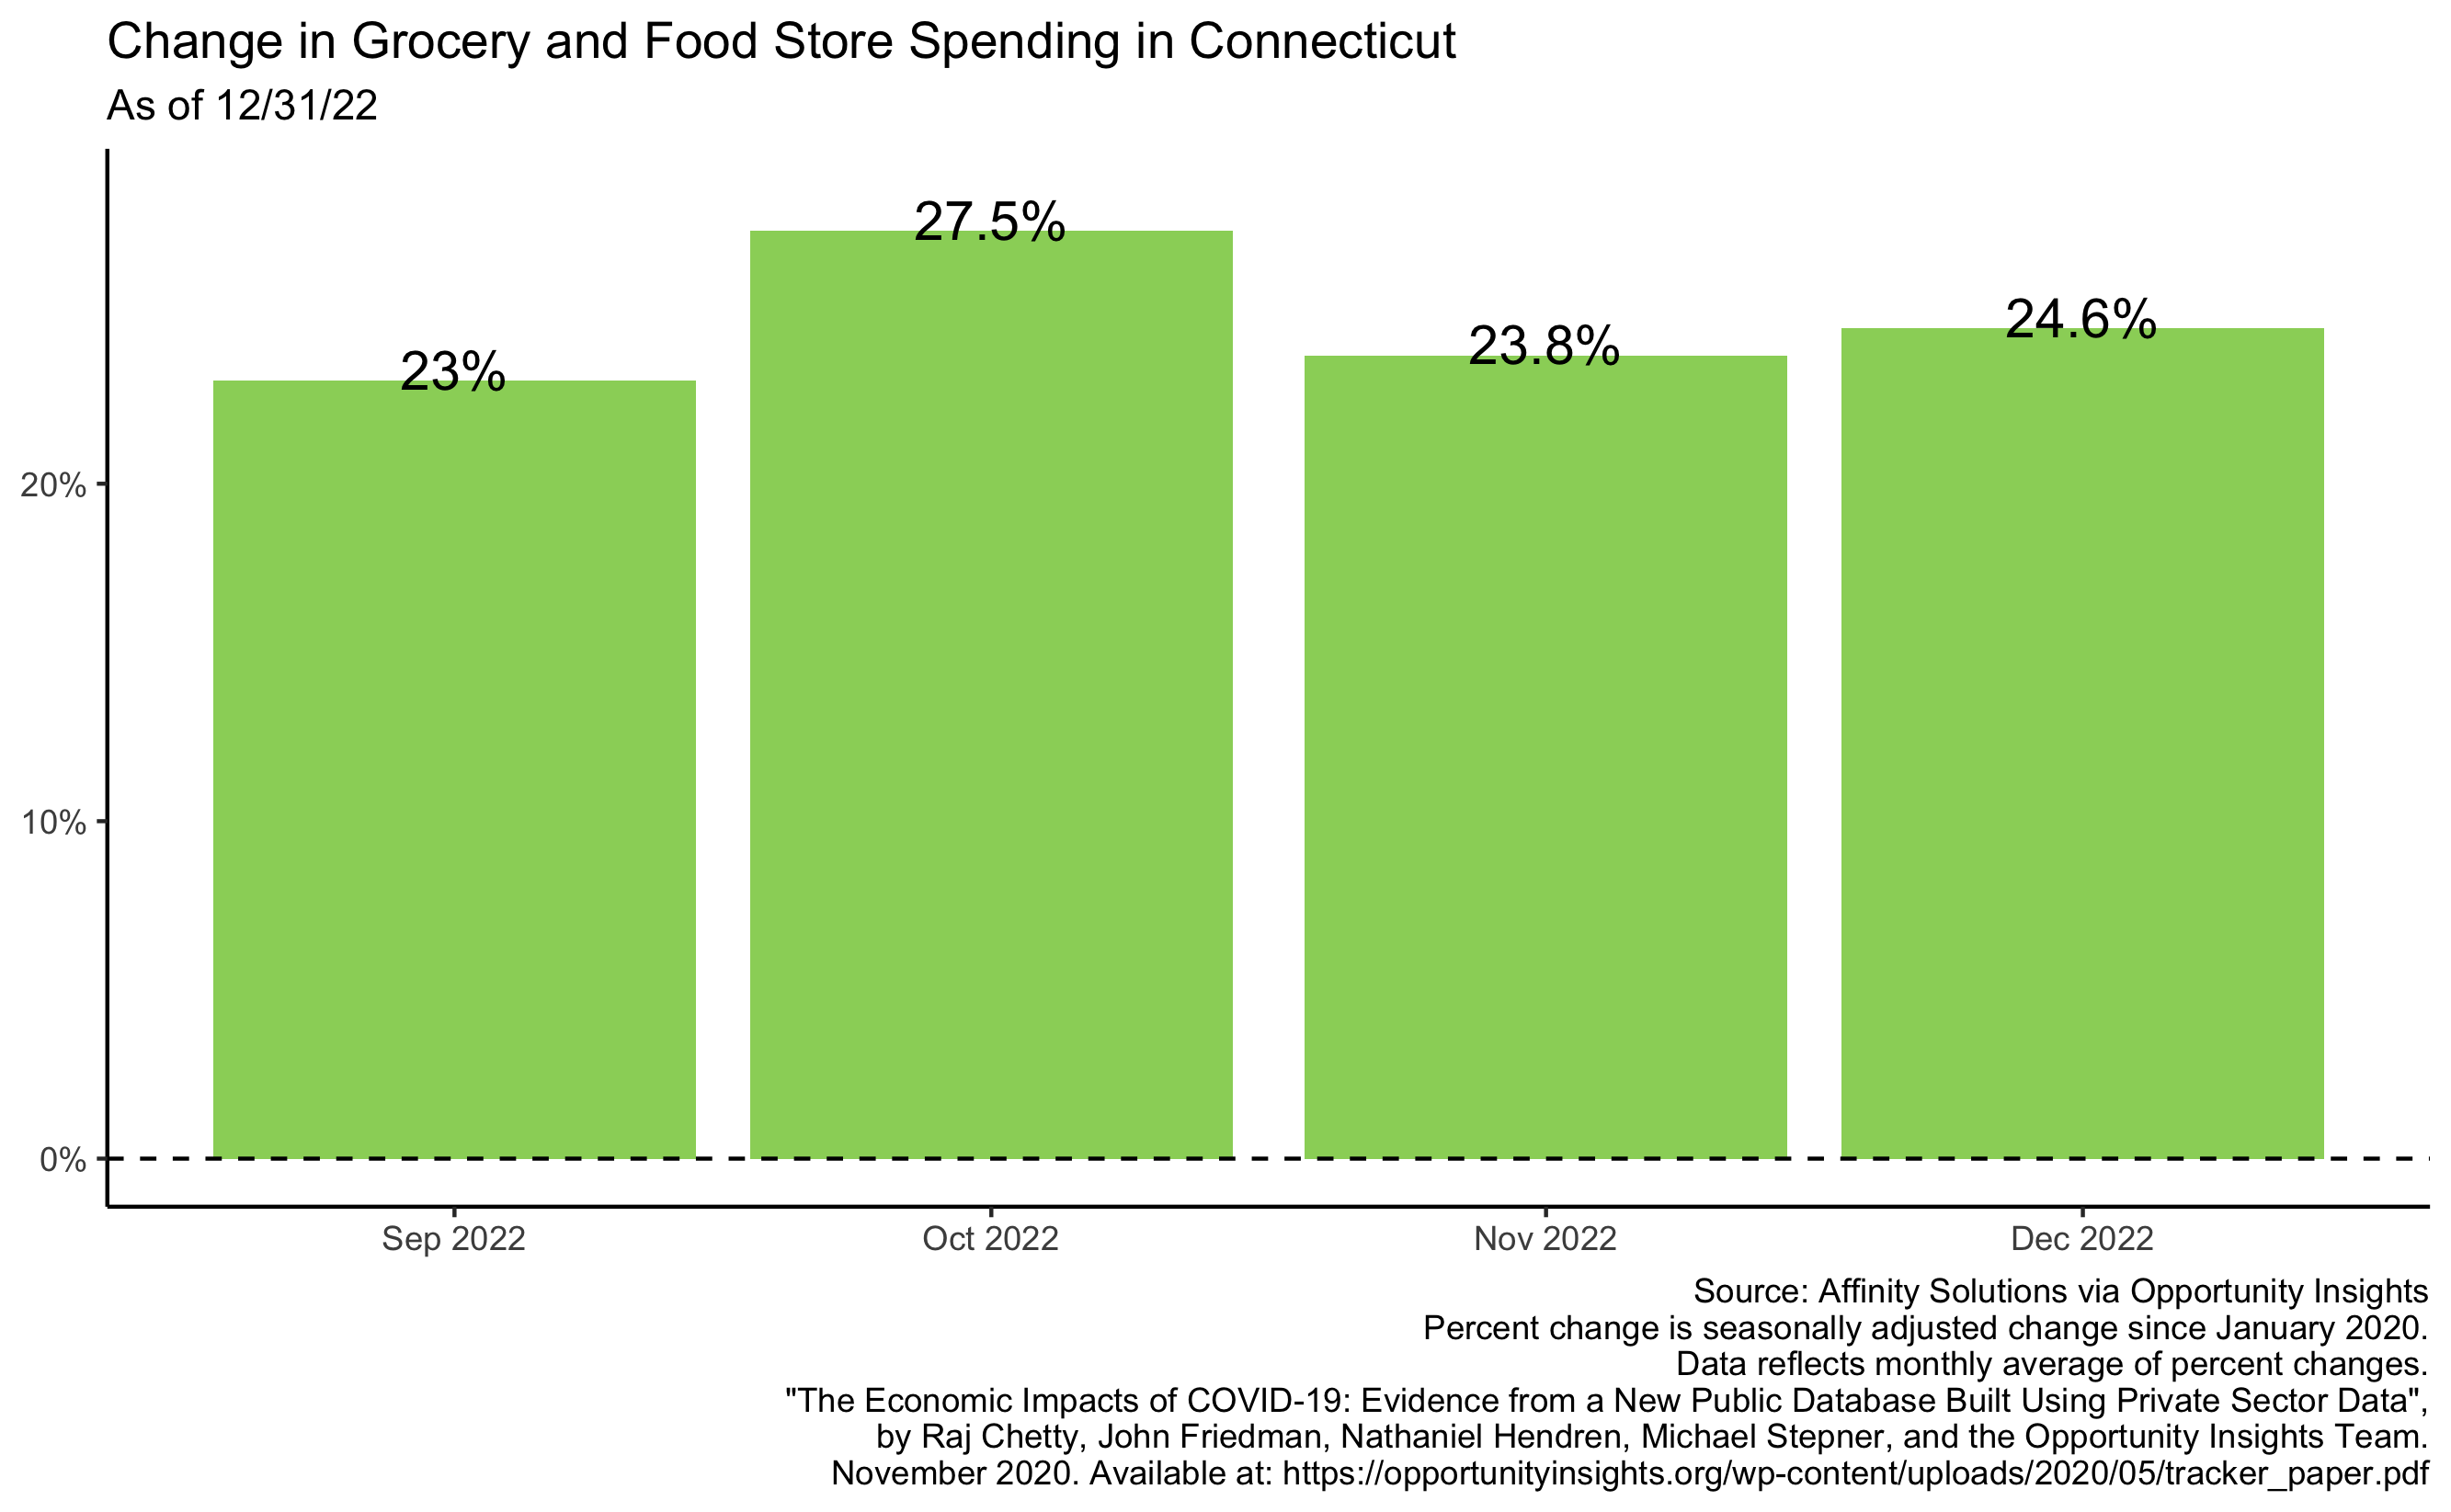 Change in Grocery and Food Store Spending in Connecticut
As of 12/31/22
27.5%
24.6%
23.8%
23%
20%
10%
0%
Sep 2022
Oct 2022
Nov 2022
Dec 2022
Source: Affinity Solutions via Opportunity Insights
Percent change is seasonally adjusted change since January 2020.
Data reflects monthly average of percent changes.
"The Economic Impacts of COVID-19: Evidence from a New Public Database Built Using Private Sector Data",
by Raj Chetty, John Friedman, Nathaniel Hendren, Michael Stepner, and the Opportunity Insights Team.
November 2020. Available at: https://opportunityinsights.org/wp-content/uploads/2020/05/tracker_paper.pdf